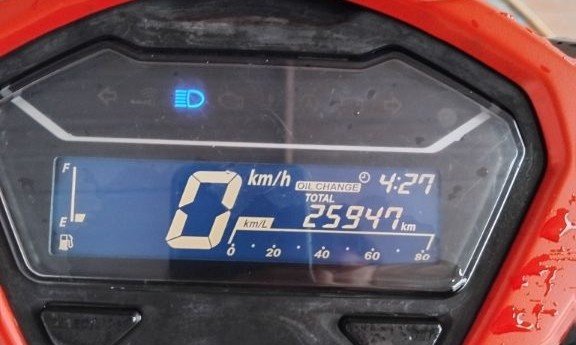 F
E
0 km/h
OIL CHANGE 4:27
TOTAL
25947 km
km/L
0 20 40 60 80